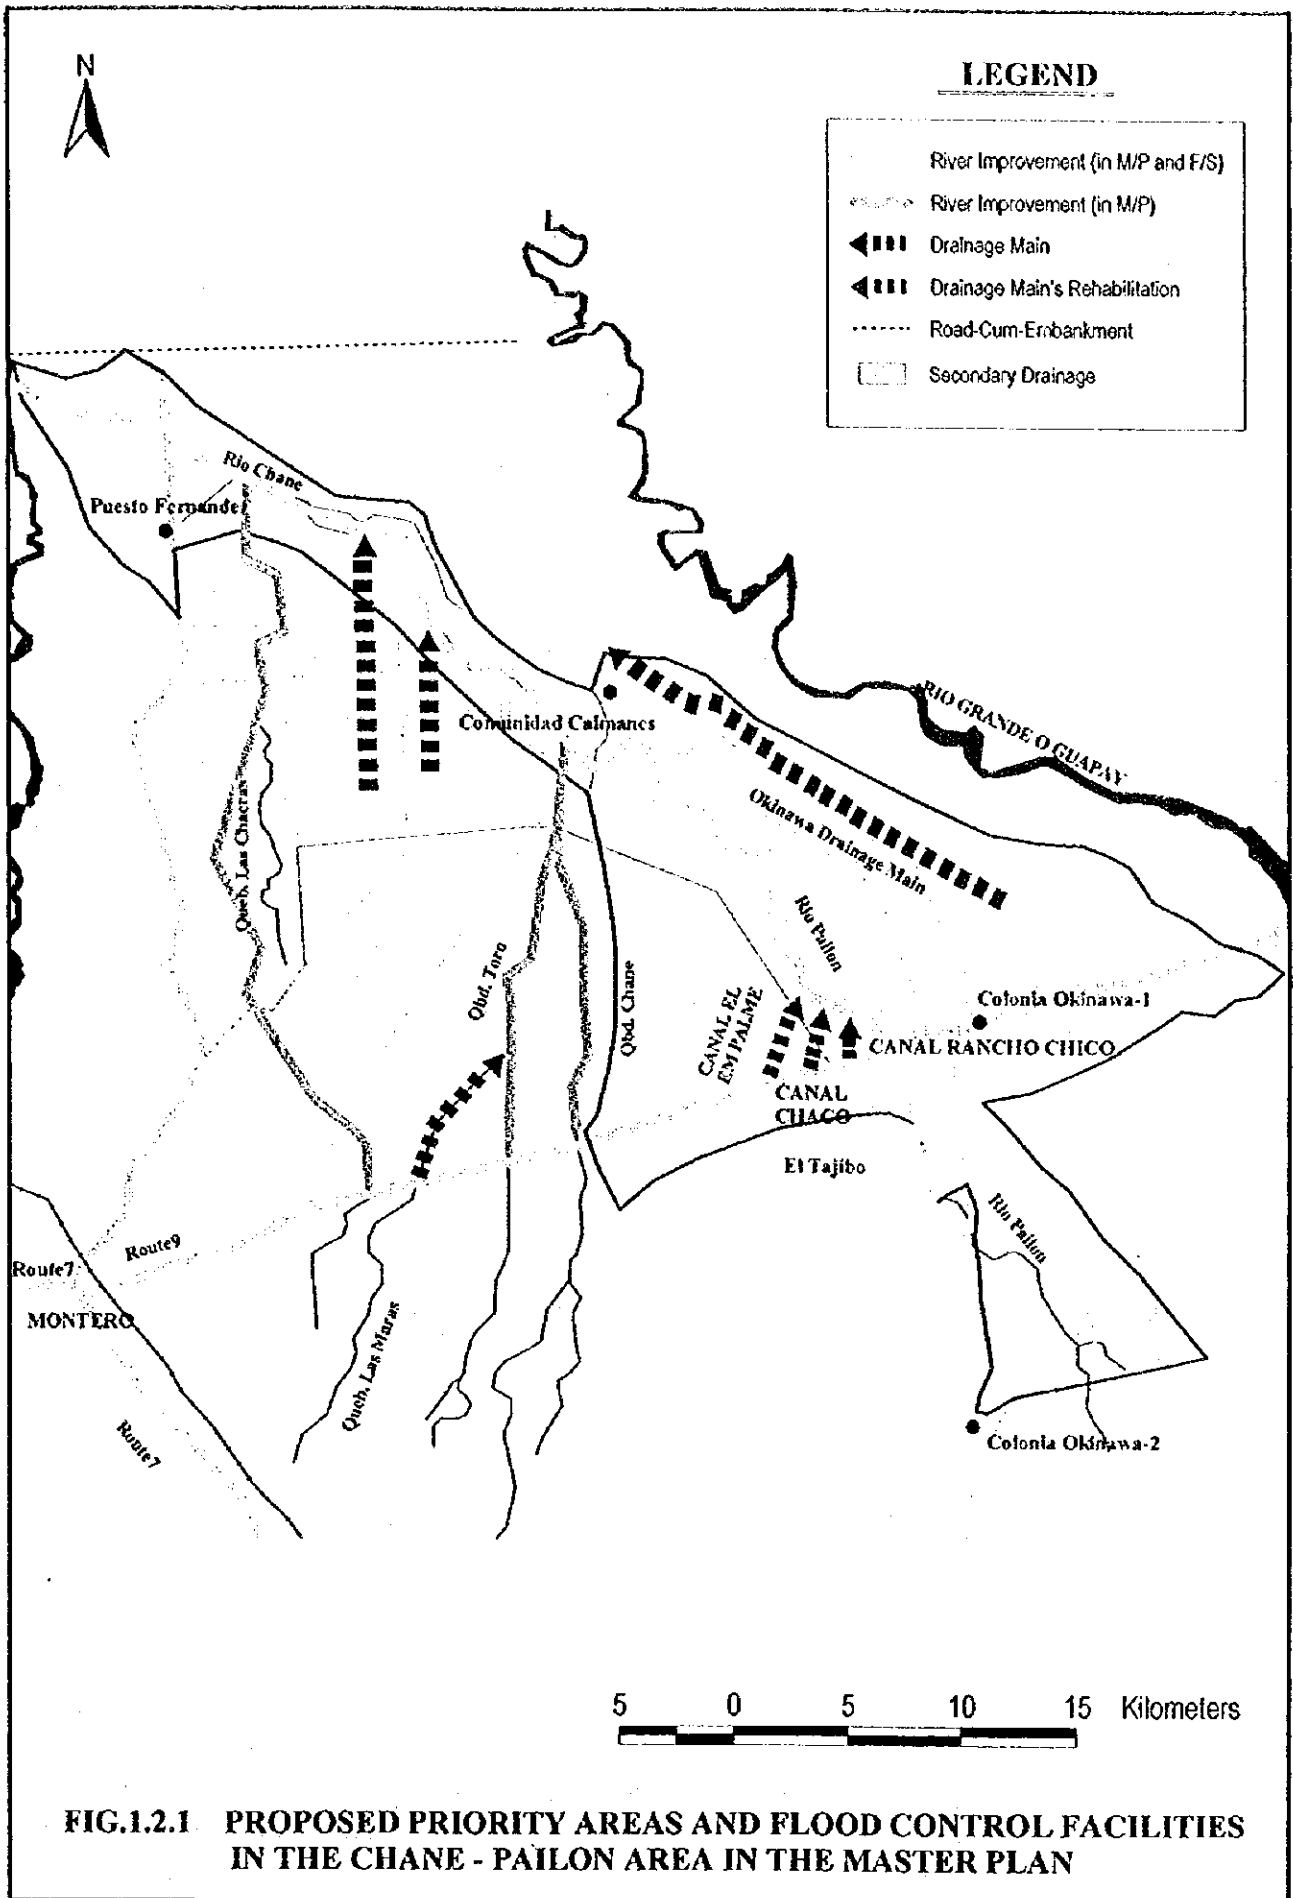 N
LEGEND
River Improvement (in M/P and F/S)
River Improvement (in M/P)
Drainage Main
Drainage Main's Rehabilitation
Road-Cum-Embankment
Secondary Drainage
Rio Chane
Puesto Fernandez
Comunidad Caimanes
RIO GRANDE O GUAPAY
Okinawa Drainage Main
Queb. Las Chacras
Rio Pailon
Qbd. Toro
Qbd. Chane
CANAL EL
EM PALME
Colonia Okinawa-1
CANAL RANCHO CHICO
CANAL
CHACO
El Tajibo
Rio Pailon
Route9
Route7
MONTERO
Queb. Las Maras
Route7
Colonia Okinawa-2
5 0 5 10 15 Kilometers
FIG.1.2.1 PROPOSED PRIORITY AREAS AND FLOOD CONTROL FACILITIES
IN THE CHANE - PAILON AREA IN THE MASTER PLAN